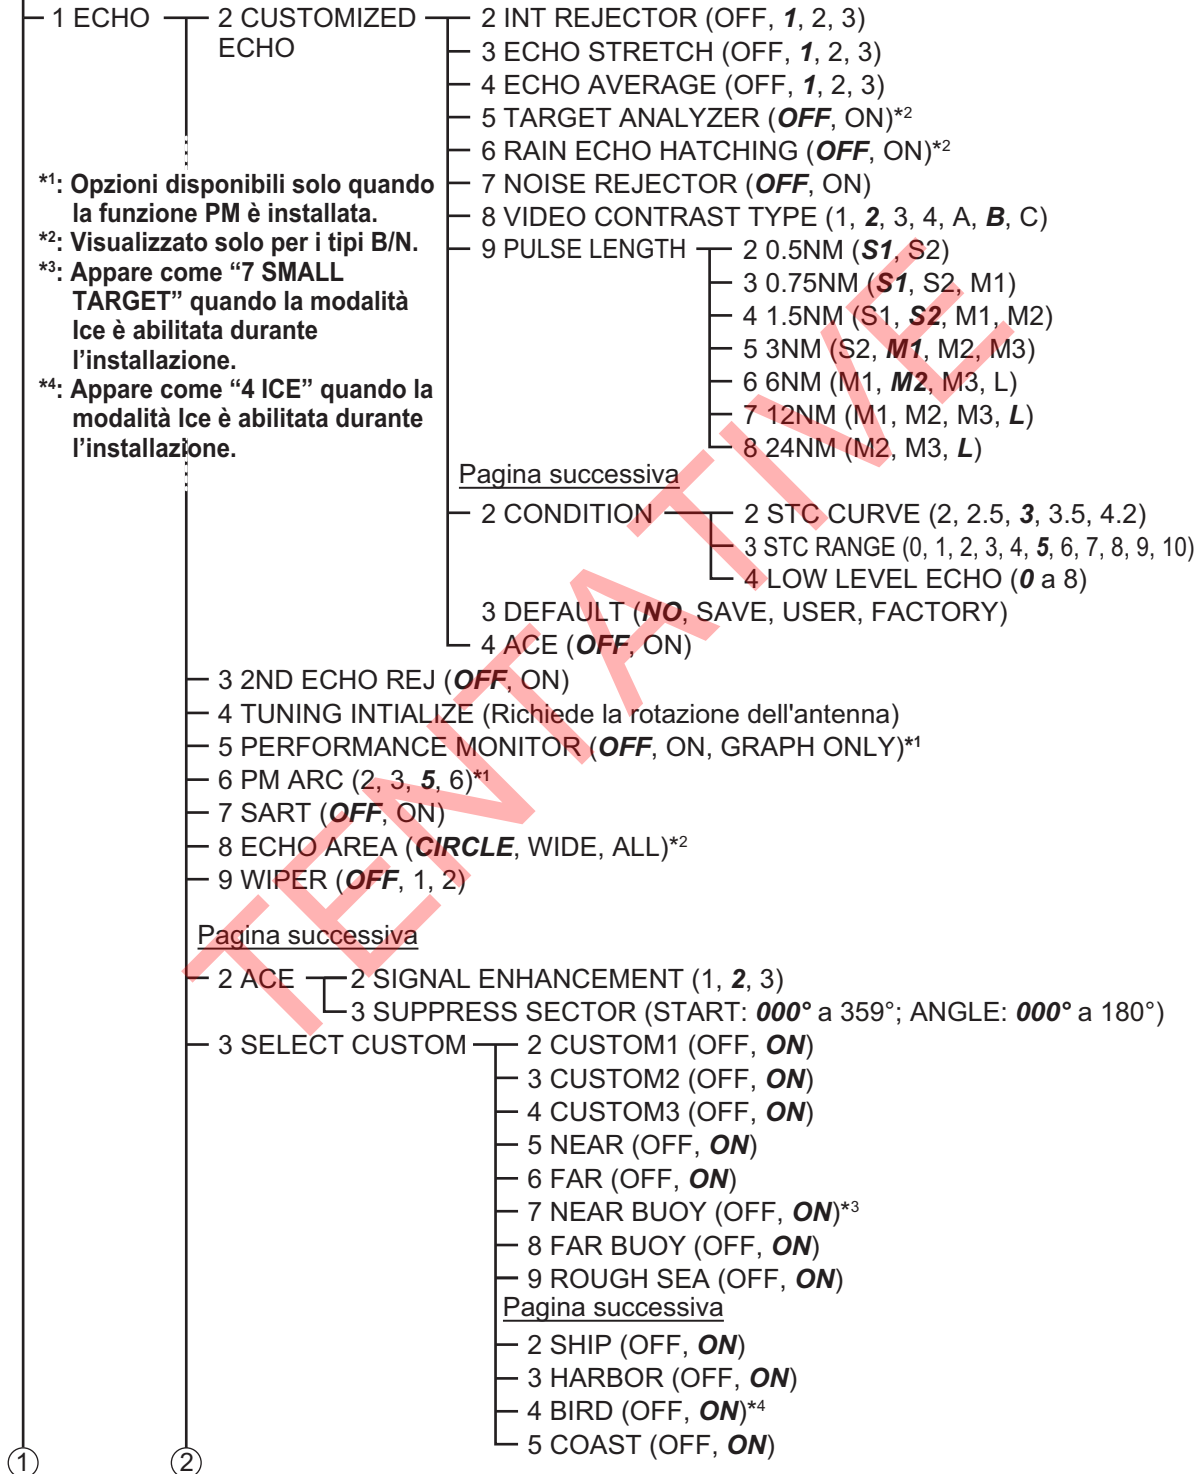 1 ECHO
2 CUSTOMIZED
ECHO
2 INT REJECTOR (OFF, 1, 2, 3)
3 ECHO STRETCH (OFF, 1, 2, 3)
4 ECHO AVERAGE (OFF, 1, 2, 3)
5 TARGET ANALYZER (OFF, ON)*2
6 RAIN ECHO HATCHING (OFF, ON)*2
7 NOISE REJECTOR (OFF, ON)
8 VIDEO CONTRAST TYPE (1, 2, 3, 4, A, B, C)
9 PULSE LENGTH
2 0.5NM (S1, S2)
3 0.75NM (S1, S2, M1)
4 1.5NM (S1, S2, M1, M2)
5 3NM (S2, M1, M2, M3)
6 6NM (M1, M2, M3, L)
7 12NM (M1, M2, M3, L)
8 24NM (M2, M3, L)
*1: Opzioni disponibili solo quando
la funzione PM è installata.
*2: Visualizzato solo per i tipi B/N.
*3: Appare come “7 SMALL
TARGET” quando la modalità
Ice è abilitata durante
l’installazione.
*4: Appare come “4 ICE” quando la
modalità Ice è abilitata durante
l’installazione.
Pagina successiva
2 CONDITION
2 STC CURVE (2, 2.5, 3, 3.5, 4.2)
3 STC RANGE (0, 1, 2, 3, 4, 5, 6, 7, 8, 9, 10)
4 LOW LEVEL ECHO (0 a 8)
3 DEFAULT (NO, SAVE, USER, FACTORY)
4 ACE (OFF, ON)
3 2ND ECHO REJ (OFF, ON)
4 TUNING INTIALIZE (Richiede la rotazione dell'antenna)
5 PERFORMANCE MONITOR (OFF, ON, GRAPH ONLY)*1
6 PM ARC (2, 3, 5, 6)*1
7 SART (OFF, ON)
8 ECHO AREA (CIRCLE, WIDE, ALL)*2
9 WIPER (OFF, 1, 2)
Pagina successiva
2 ACE
2 SIGNAL ENHANCEMENT (1, 2, 3)
3 SUPPRESS SECTOR (START: 000° a 359°; ANGLE: 000° a 180°)
3 SELECT CUSTOM
2 CUSTOM1 (OFF, ON)
3 CUSTOM2 (OFF, ON)
4 CUSTOM3 (OFF, ON)
5 NEAR (OFF, ON)
6 FAR (OFF, ON)
7 NEAR BUOY (OFF, ON)*3
8 FAR BUOY (OFF, ON)
9 ROUGH SEA (OFF, ON)
Pagina successiva
2 SHIP (OFF, ON)
3 HARBOR (OFF, ON)
4 BIRD (OFF, ON)*4
5 COAST (OFF, ON)
1
2
TENTATIVE